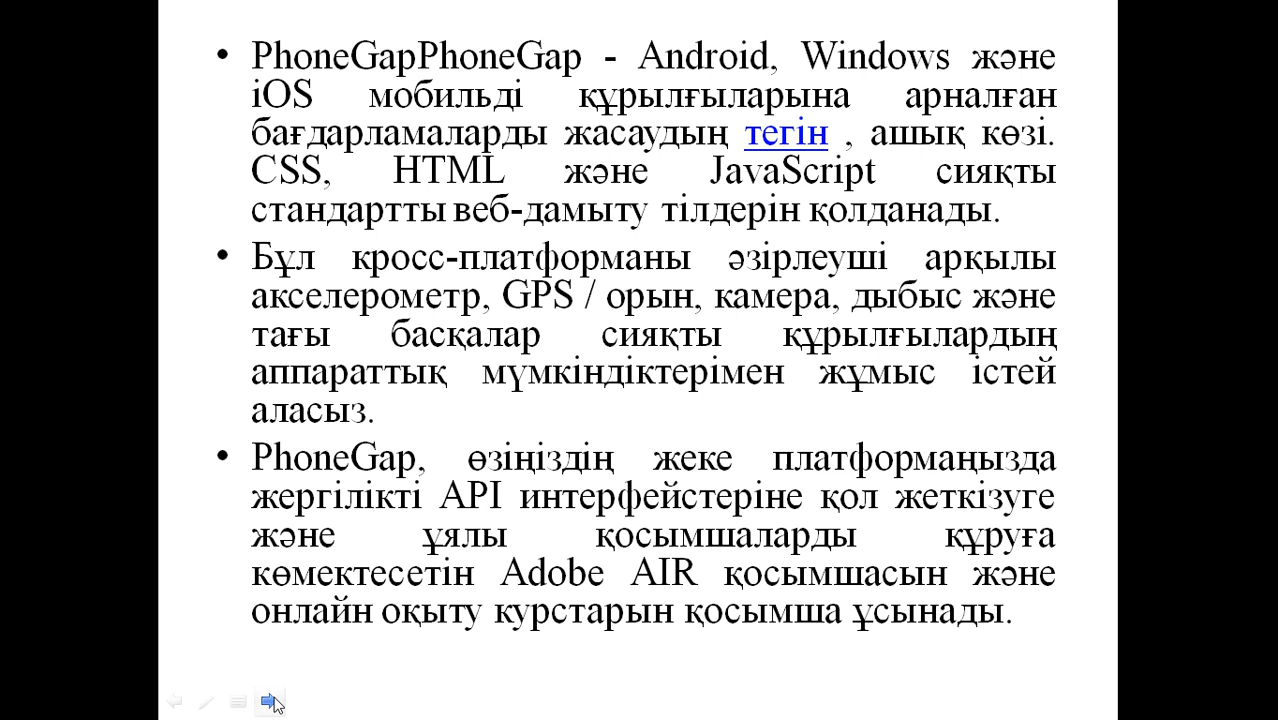 • PhoneGapPhoneGap - Android, Windows және
iOS мобильді құрылғыларына арналған
бағдарламаларды жасаудың тегін , ашық көзі.
CSS, HTML және JavaScript сияқты
стандартты веб-дамыту тілдерін қолданады.
• Бұл кросс-платформаны әзірлеуші арқылы
акселерометр, GPS / орын, камера, дыбыс және
тағы басқалар сияқты құрылғылардың
аппараттық мүмкіндіктерімен жұмыс істей
аласыз.
• PhoneGap, өзіңіздің жеке платформаңызда
жергілікті API интерфейстеріне қол жеткізуге
және ұялы қосымшаларды құруға
көмектесетін Adobe AIR қосымшасын және
онлайн оқыту курстарын қосымша ұсынады.